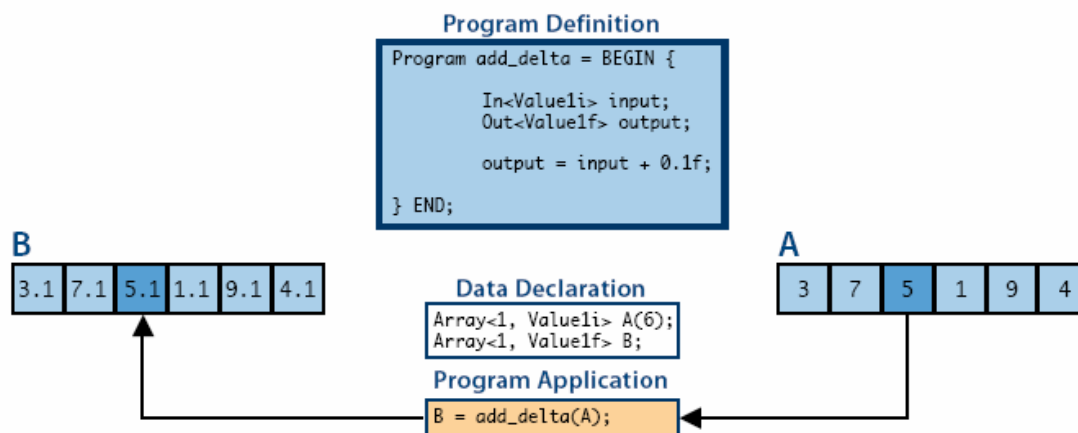 Program Definition
Program add_delta = BEGIN {
In<Value1i> input;
Out<Value1f> output;
output = input + 0.1f;
} END;
B
3.1 7.1 5.1 1.1 9.1 4.1
A
3 7 5 1 9 4
Data Declaration
Array<1, Value1i> A(6);
Array<1, Value1f> B;
Program Application
B = add_delta(A);